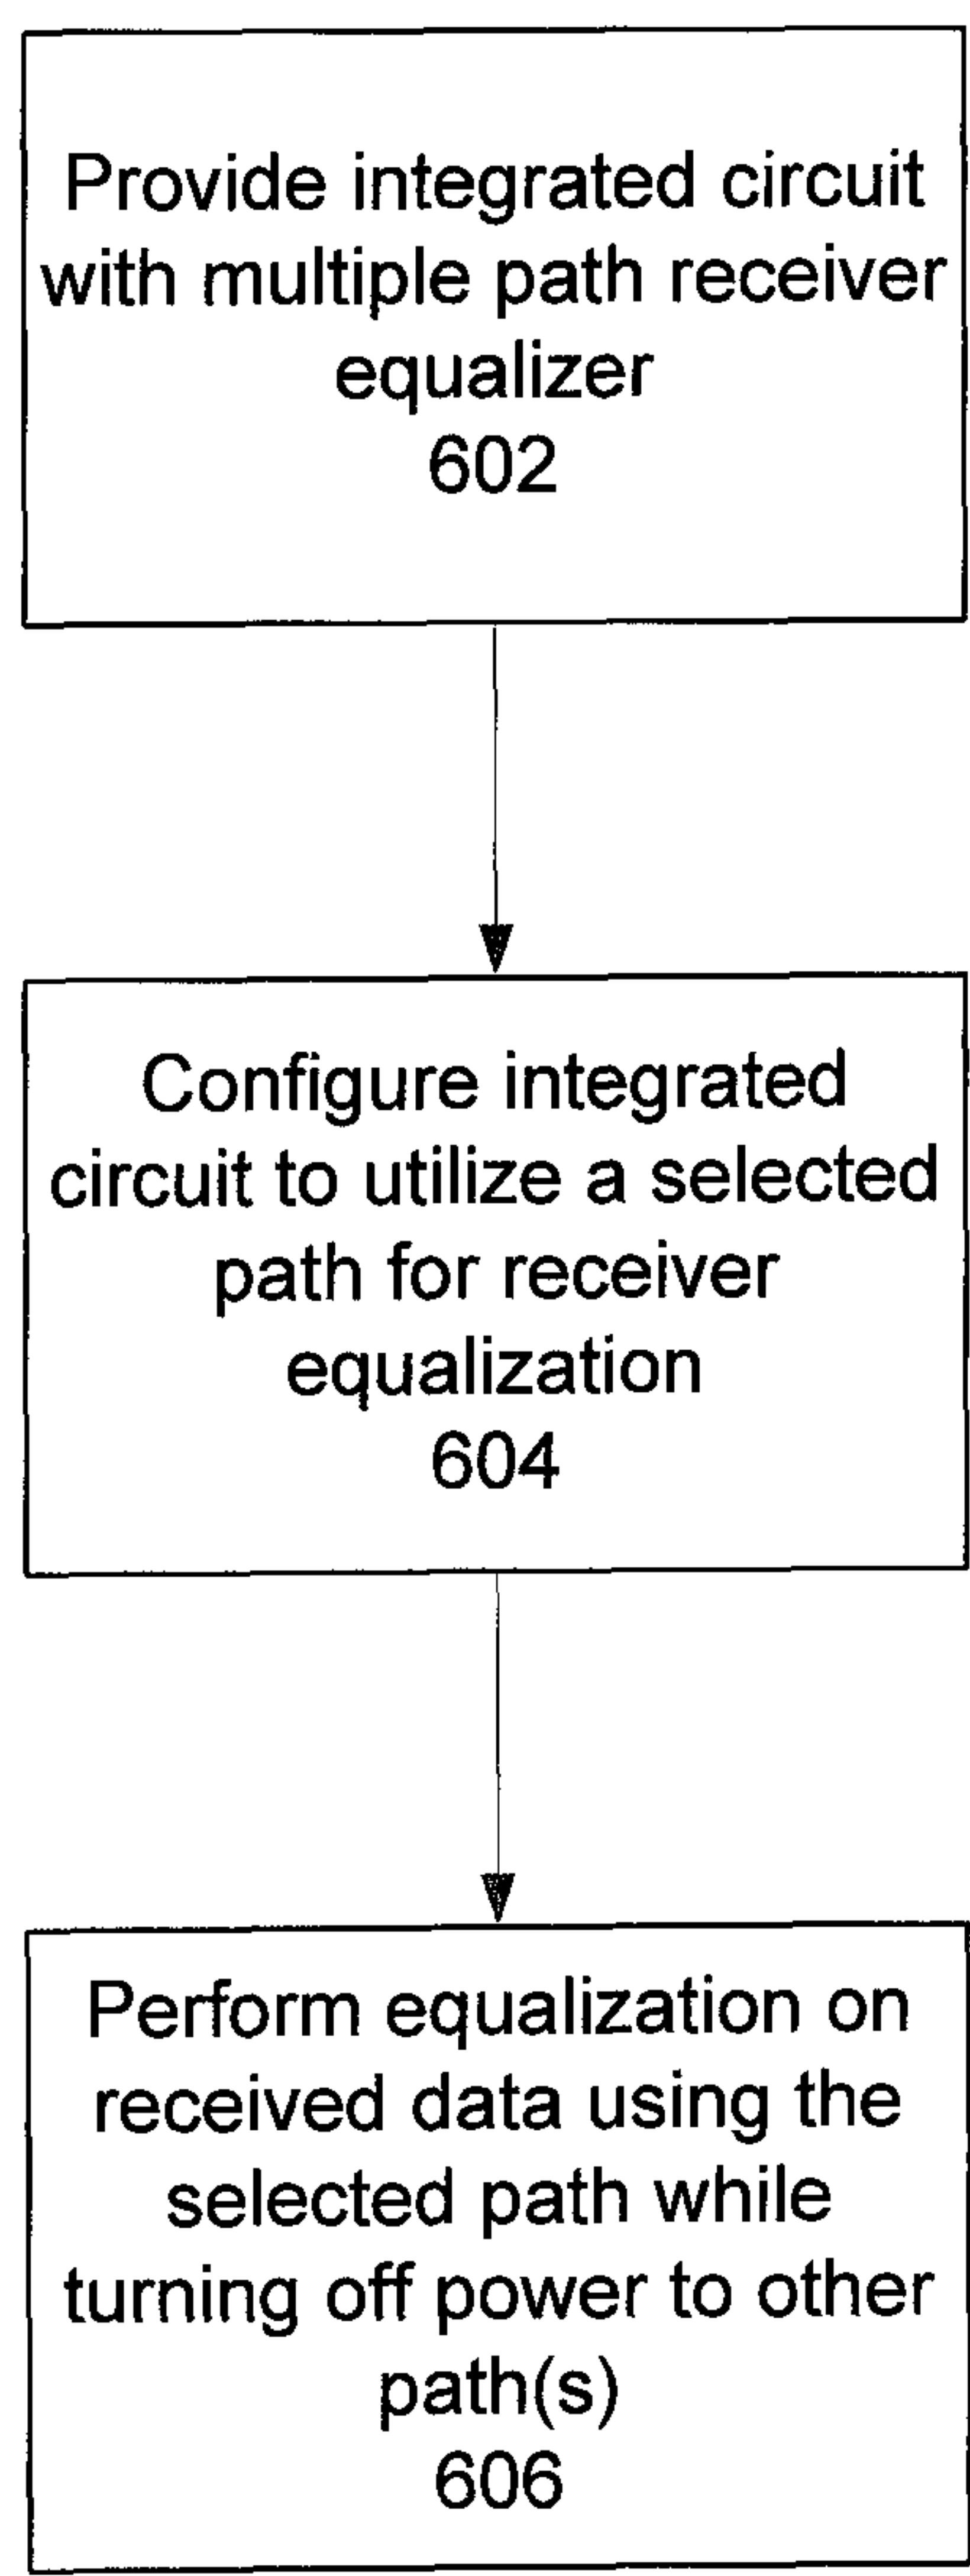 Provide integrated circuit
with multiple path receiver
equalizer
602
Configure integrated
circuit to utilize a selected
path for receiver
equalization
604
Perform equalization on
received data using the
selected path while
turning off power to other
path(s)
606